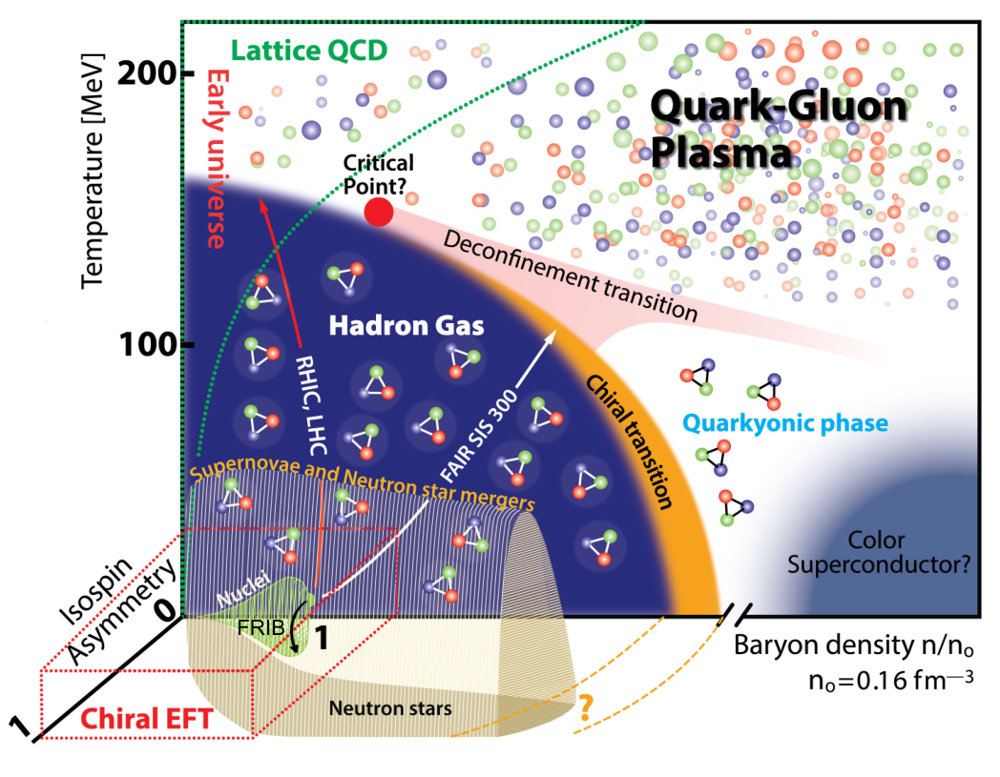 Temperature [MeV]
200
100
0
Early universe
Lattice QCD
Quark-Gluon
Plasma
Critical
Point?
Deconfinement transition
Hadron Gas
RHIC, LHC
FAIR SIS 300
Chiral transition
Quarkyonic phase
Supernovae and Neutron star mergers
Color
Superconductor?
Isospin
Asymmetry
Nuclei
FRIB
1
Baryon density n/n₀
n₀=0.16 fm⁻³
Chiral EFT
Neutron stars
?
1